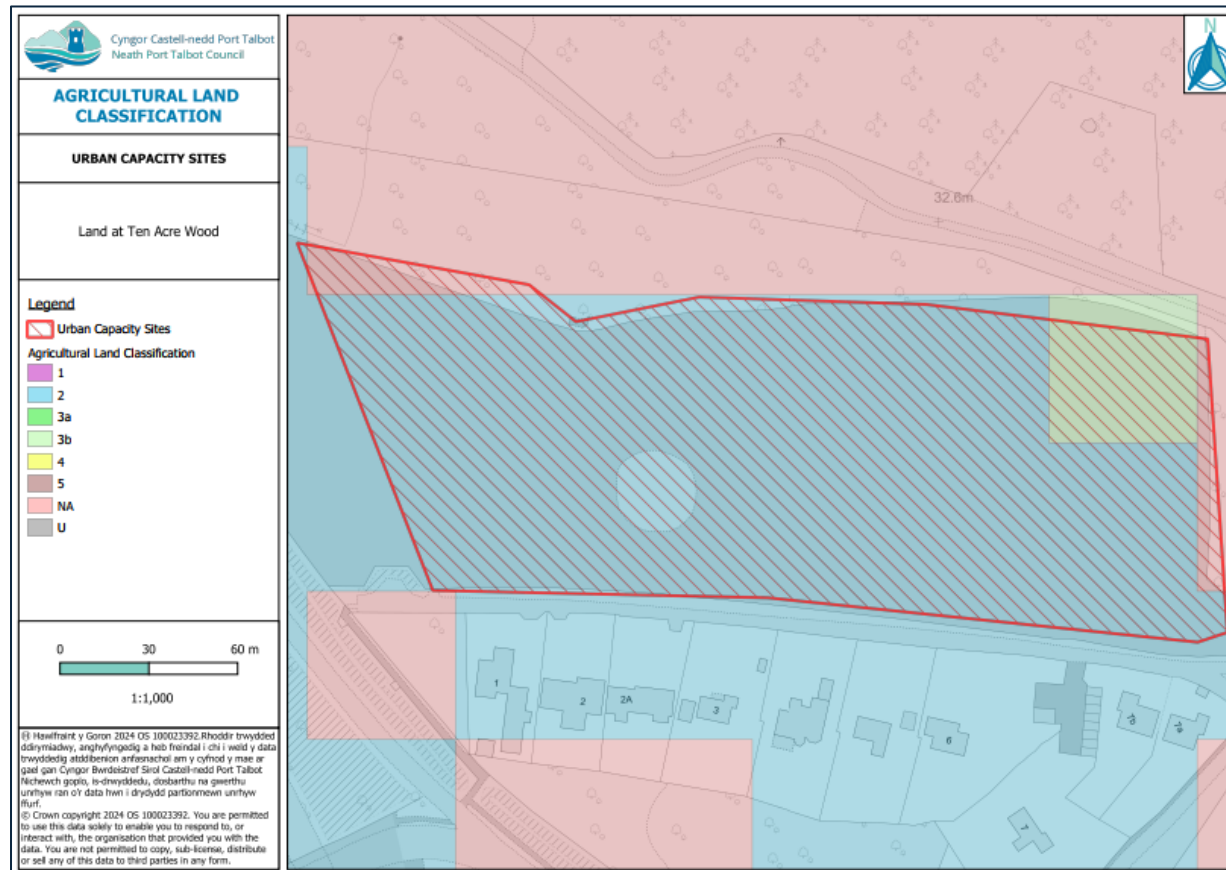 Cyngor Castell-nedd Port Talbot
Neath Port Talbot Council
AGRICULTURAL LAND
CLASSIFICATION
URBAN CAPACITY SITES
Land at Ten Acre Wood
Legend
Urban Capacity Sites
Agricultural Land Classification
1
2
3a
3b
4
5
NA
U
0 30 60 m
1:1,000
Ⓗ Hawlfraint y Goron 2024 OS 100023392.Rhoddir trwydded
ddirymiadwy, anghyfyngedig a heb freindal i chi i weld y data
trwyddedig atddibenion anfasnachol am y cyfnod y mae ar
gael gan Cyngor Bwrdeistref Sirol Castell-nedd Port Talbot
Nichewch gopïo, is-drwyddedu, dosbarthu na gwerthu
unrhyw ran o'r data hwn i drydydd partïonmewn unrhyw
ffurf.
© Crown copyright 2024 OS 100023392. You are permitted
to use this data solely to enable you to respond to, or
interact with, the organisation that provided you with the
data. You are not permitted to copy, sub-license, distribute
or sell any of this data to third parties in any form.
N
32.6m
1
2
2A
3
6
7b
7a
7